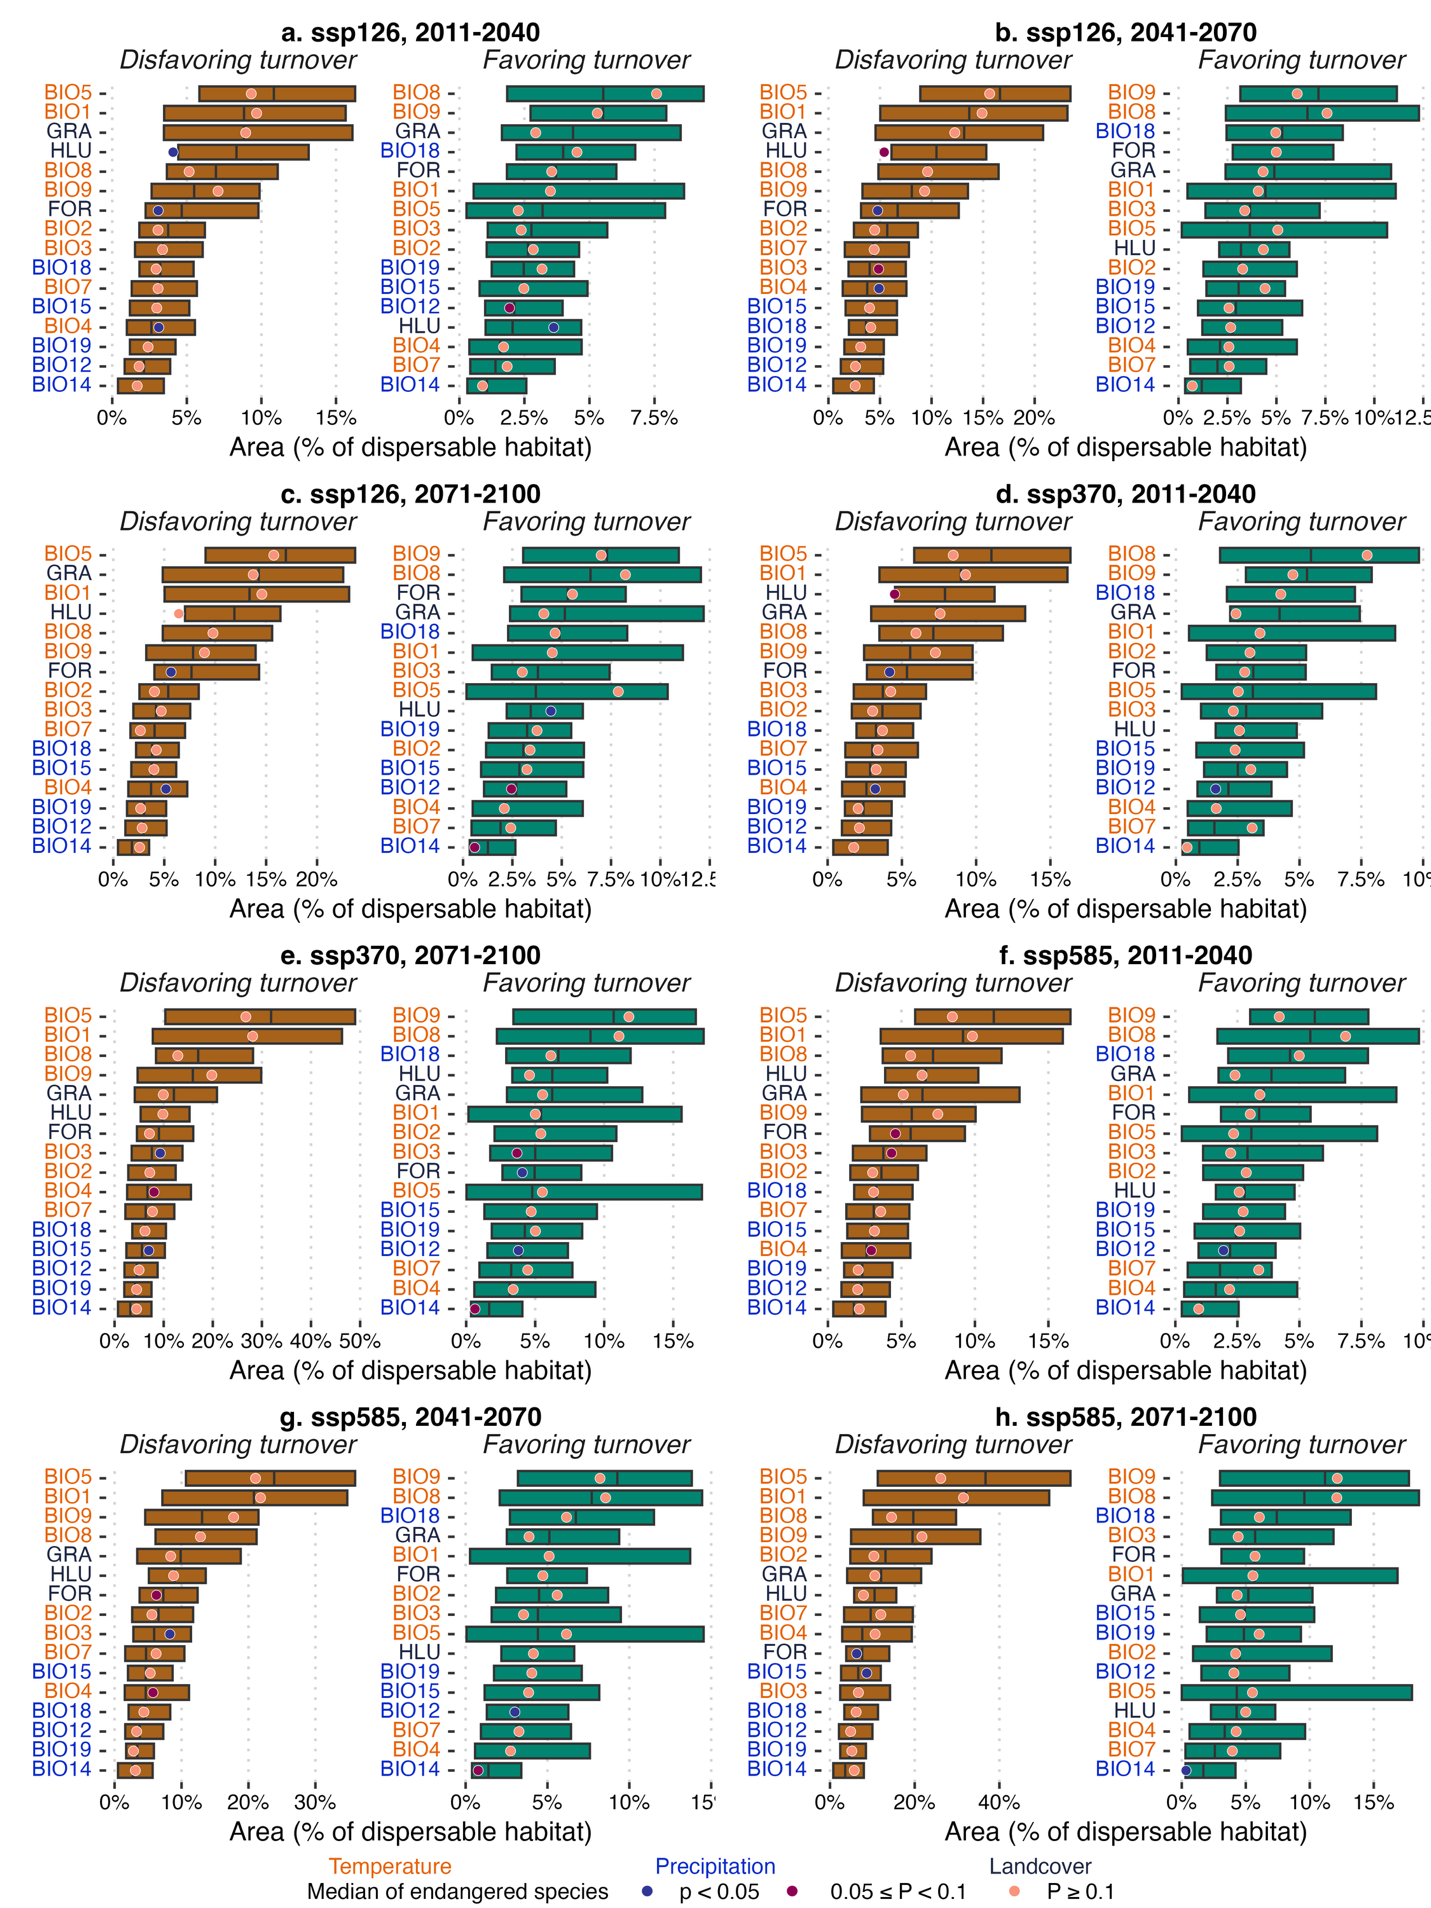 a. ssp126, 2011-2040
Disfavoring turnover
Favoring turnover
BIO5
BIO1
GRA
HLU
BIO8
BIO9
FOR
BIO2
BIO3
BIO18
BIO7
BIO15
BIO4
BIO19
BIO12
BIO14
0% 5% 10% 15%
BIO8
BIO9
GRA
BIO18
FOR
BIO1
BIO5
BIO3
BIO2
BIO19
BIO15
BIO12
HLU
BIO4
BIO7
BIO14
0% 2.5% 5% 7.5%
Area (% of dispersable habitat)
b. ssp126, 2041-2070
Disfavoring turnover
Favoring turnover
BIO5
BIO1
GRA
HLU
BIO8
BIO9
FOR
BIO2
BIO7
BIO3
BIO4
BIO15
BIO18
BIO19
BIO12
BIO14
0% 5% 10% 15% 20%
BIO9
BIO8
BIO18
FOR
GRA
BIO1
BIO3
BIO5
HLU
BIO2
BIO19
BIO15
BIO12
BIO4
BIO7
BIO14
0% 2.5% 5% 7.5% 10% 12.5
Area (% of dispersable habitat)
c. ssp126, 2071-2100
Disfavoring turnover
Favoring turnover
BIO5
GRA
BIO1
HLU
BIO8
BIO9
FOR
BIO2
BIO3
BIO7
BIO18
BIO15
BIO4
BIO19
BIO12
BIO14
0% 5% 10% 15% 20%
BIO9
BIO8
FOR
GRA
BIO18
BIO1
BIO3
BIO5
HLU
BIO19
BIO2
BIO15
BIO12
BIO4
BIO7
BIO14
0% 2.5% 5% 7.5% 10% 12.5
Area (% of dispersable habitat)
d. ssp370, 2011-2040
Disfavoring turnover
Favoring turnover
BIO5
BIO1
HLU
GRA
BIO8
BIO9
FOR
BIO3
BIO2
BIO18
BIO7
BIO15
BIO4
BIO19
BIO12
BIO14
0% 5% 10% 15%
BIO8
BIO9
BIO18
GRA
BIO1
BIO2
FOR
BIO5
BIO3
HLU
BIO15
BIO19
BIO12
BIO4
BIO7
BIO14
0% 2.5% 5% 7.5% 10%
Area (% of dispersable habitat)
e. ssp370, 2071-2100
Disfavoring turnover
Favoring turnover
BIO5
BIO1
BIO8
BIO9
GRA
HLU
FOR
BIO3
BIO2
BIO4
BIO7
BIO18
BIO15
BIO12
BIO19
BIO14
0% 10% 20% 30% 40% 50%
BIO9
BIO8
BIO18
HLU
GRA
BIO1
BIO2
BIO3
FOR
BIO5
BIO15
BIO19
BIO12
BIO7
BIO4
BIO14
0% 5% 10% 15%
Area (% of dispersable habitat)
f. ssp585, 2011-2040
Disfavoring turnover
Favoring turnover
BIO5
BIO1
BIO8
HLU
GRA
BIO9
FOR
BIO3
BIO2
BIO18
BIO7
BIO15
BIO4
BIO19
BIO12
BIO14
0% 5% 10% 15%
BIO9
BIO8
BIO18
GRA
BIO1
FOR
BIO5
BIO3
BIO2
HLU
BIO19
BIO15
BIO12
BIO7
BIO4
BIO14
0% 2.5% 5% 7.5% 10%
Area (% of dispersable habitat)
g. ssp585, 2041-2070
Disfavoring turnover
Favoring turnover
BIO5
BIO1
BIO9
BIO8
GRA
HLU
FOR
BIO2
BIO3
BIO7
BIO15
BIO4
BIO18
BIO12
BIO19
BIO14
0% 10% 20% 30%
BIO9
BIO8
BIO18
GRA
BIO1
FOR
BIO2
BIO3
BIO5
HLU
BIO19
BIO15
BIO12
BIO7
BIO4
BIO14
0% 5% 10% 15
Area (% of dispersable habitat)
h. ssp585, 2071-2100
Disfavoring turnover
Favoring turnover
BIO5
BIO1
BIO8
BIO9
BIO2
GRA
HLU
BIO7
BIO4
FOR
BIO15
BIO3
BIO18
BIO12
BIO19
BIO14
0% 20% 40%
BIO9
BIO8
BIO18
BIO3
FOR
BIO1
GRA
BIO15
BIO19
BIO2
BIO12
BIO5
HLU
BIO4
BIO7
BIO14
0% 5% 10% 15%
Area (% of dispersable habitat)
Temperature Precipitation Landcover
Median of endangered species p < 0.05 0.05 ≤ P < 0.1 P ≥ 0.1